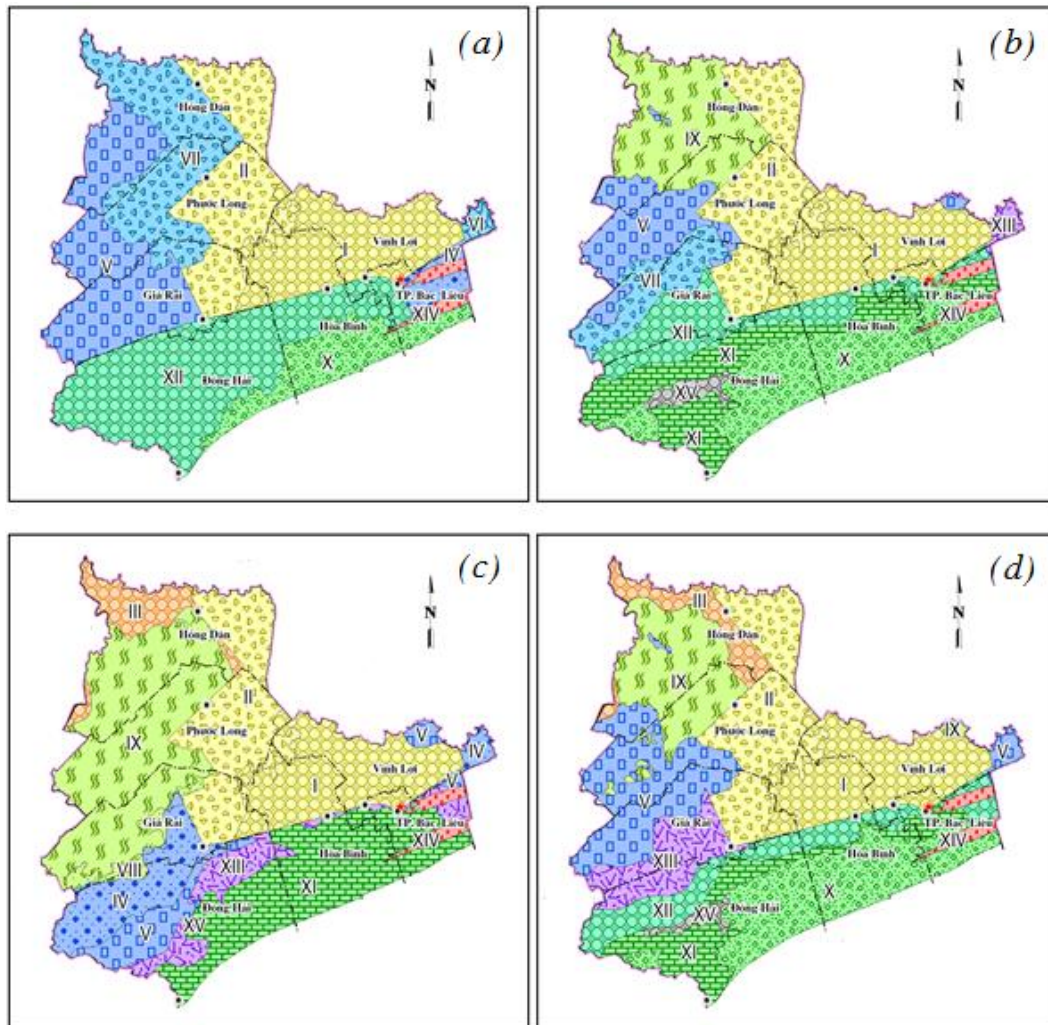 (a)
N
Hồng Dân
VII
II
Phước Long
VI
I
Vĩnh Lợi
IV
V
Giá Rai
TP. Bạc Liêu
XIV
Hòa Bình
X
XII
Đông Hải
(b)
N
Hồng Dân
IX
II
Phước Long
V
XIII
I
Vĩnh Lợi
VII
Giá Rai
TP. Bạc Liêu
XIV
XII
Hòa Bình
XI
X
XV
Đông Hải
XI
(c)
N
III
Hồng Dân
II
Phước Long
IX
V
IV
I
Vĩnh Lợi
V
Giá Rai
TP. Bạc Liêu
XIV
VIII
XIII
Hòa Bình
XI
IV
Đông Hải
XV
V
(d)
N
III
Hồng Dân
IX
II
Phước Long
IX
V
I
Vĩnh Lợi
V
Giá Rai
TP. Bạc Liêu
XIV
XIII
Hòa Bình
X
XII
XV
Đông Hải
XI